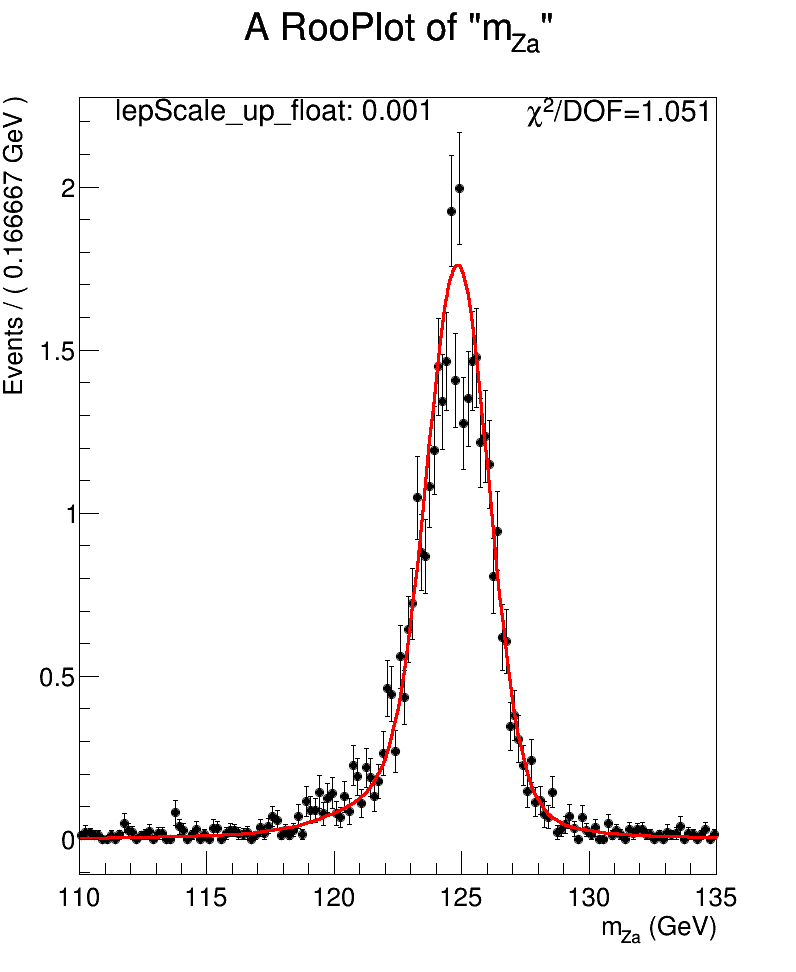 A RooPlot of "m_Za"
lepScale_up_float: 0.001
χ²/DOF=1.051
Events / ( 0.166667 GeV )
2
1.5
1
0.5
0
110 115 120 125 130 135
m_Za (GeV)